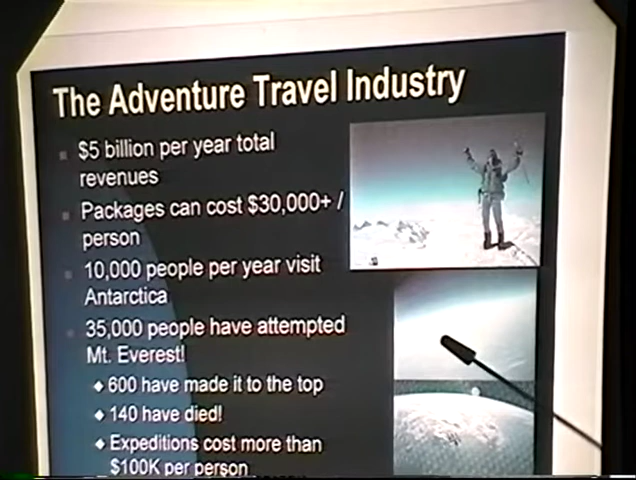 The Adventure Travel Industry
$5 billion per year total
revenues
Packages can cost $30,000+ /
person
10,000 people per year visit
Antarctica
35,000 people have attempted
Mt. Everest!
600 have made it to the top
140 have died!
Expeditions cost more than
$100K per person